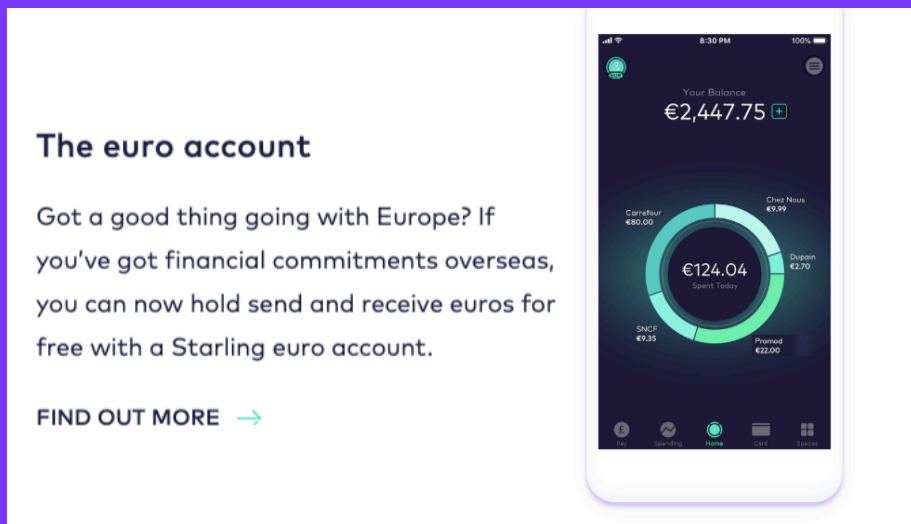 The euro account
Got a good thing going with Europe? If
you've got financial commitments overseas,
you can now hold send and receive euros for
free with a Starling euro account.
FIND OUT MORE
8:30 PM
100%
EUR
Your Balance
€2,447.75
Chez Nous
€9.99
Carrefour
€80.00
Dupain
€2.70
€124.04
Spent Today
SNCF
€9.35
Promod
€22.00
£
Pay
Spending
Home
Card
Spaces